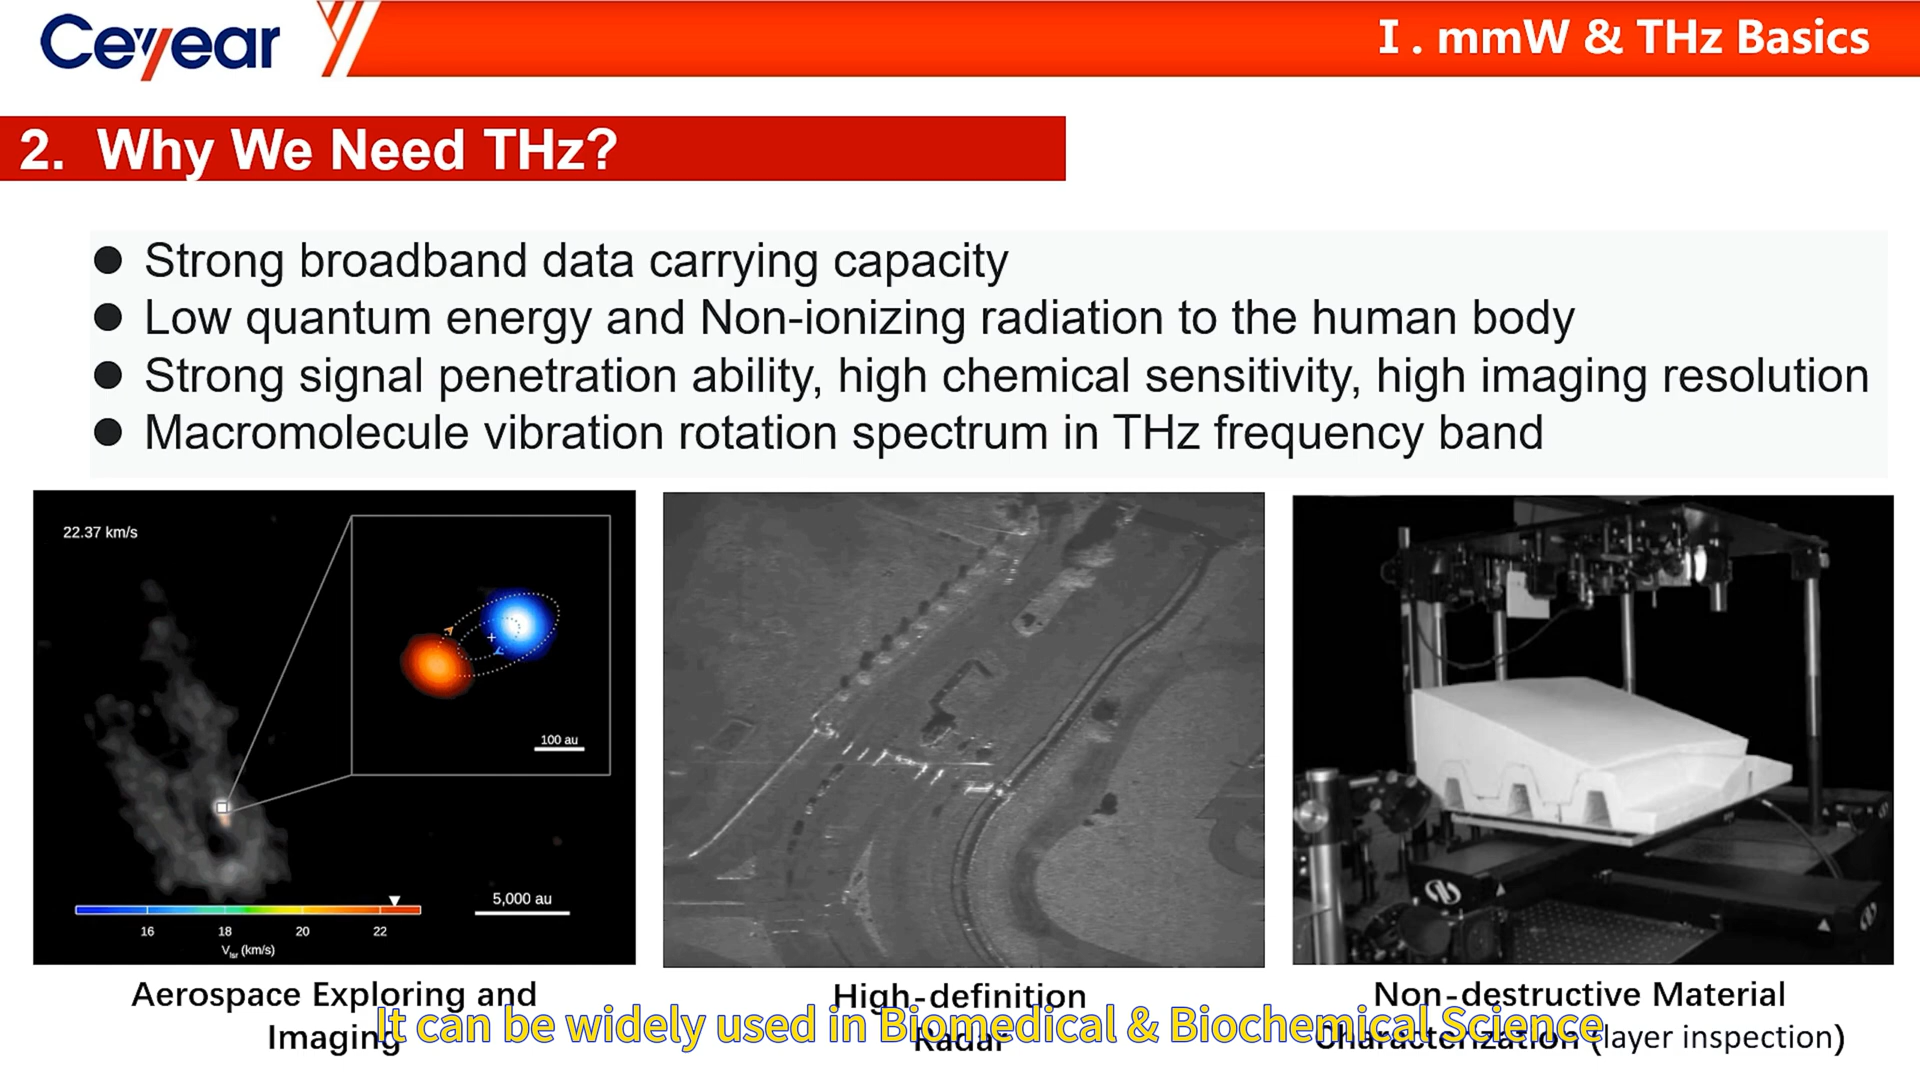 Ceyear
I . mmW & THz Basics
2. Why We Need THz?
● Strong broadband data carrying capacity
● Low quantum energy and Non-ionizing radiation to the human body
● Strong signal penetration ability, high chemical sensitivity, high imaging resolution
● Macromolecule vibration rotation spectrum in THz frequency band
22.37 km/s
100 au
5,000 au
16 18 20 22
Vlsr (km/s)
Aerospace Exploring and
Imaging
High-definition
Radar
Non-destructive Material
Characterization (layer inspection)
It can be widely used in Biomedical & Biochemical Science